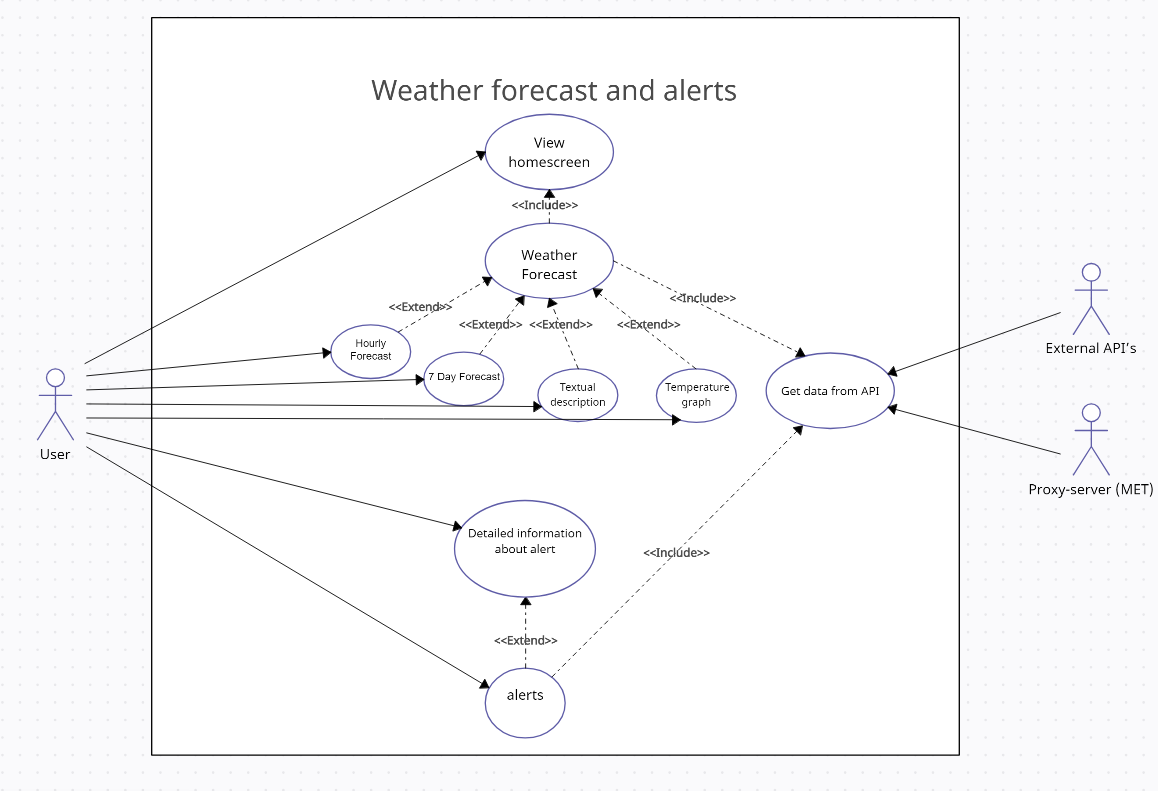 Weather forecast and alerts
View
homescreen
<<Include>>
Weather
Forecast
<<Extend>>
<<Extend>>
<<Extend>>
<<Extend>>
<<Include>>
Hourly
Forecast
7 Day Forecast
Textual
description
Temperature
graph
Get data from API
External API's
User
Proxy-server (MET)
Detailed information
about alert
<<Include>>
<<Extend>>
alerts